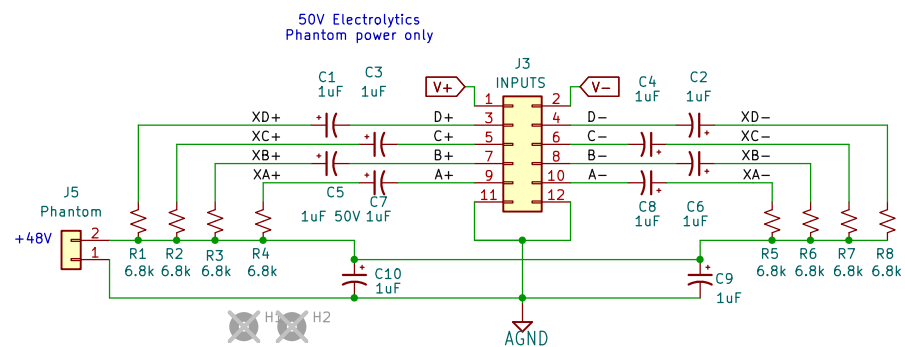 50V Electrolytics
Phantom power only
J3
INPUTS
C1
1uF
C3
1uF
C4
1uF
C2
1uF
V+
V-
1
2
XD+
D+
3
4
D-
XD-
XC+
C+
5
6
C-
XC-
XB+
B+
7
8
B-
XB-
XA+
A+
9
10
A-
XA-
11
12
C5
1uF 50V
C7
1uF
C8
1uF
C6
1uF
J5
Phantom
+48V
2
1
R1
6.8k
R2
6.8k
R3
6.8k
R4
6.8k
R5
6.8k
R6
6.8k
R7
6.8k
R8
6.8k
C10
1uF
C9
1uF
H1
H2
AGND